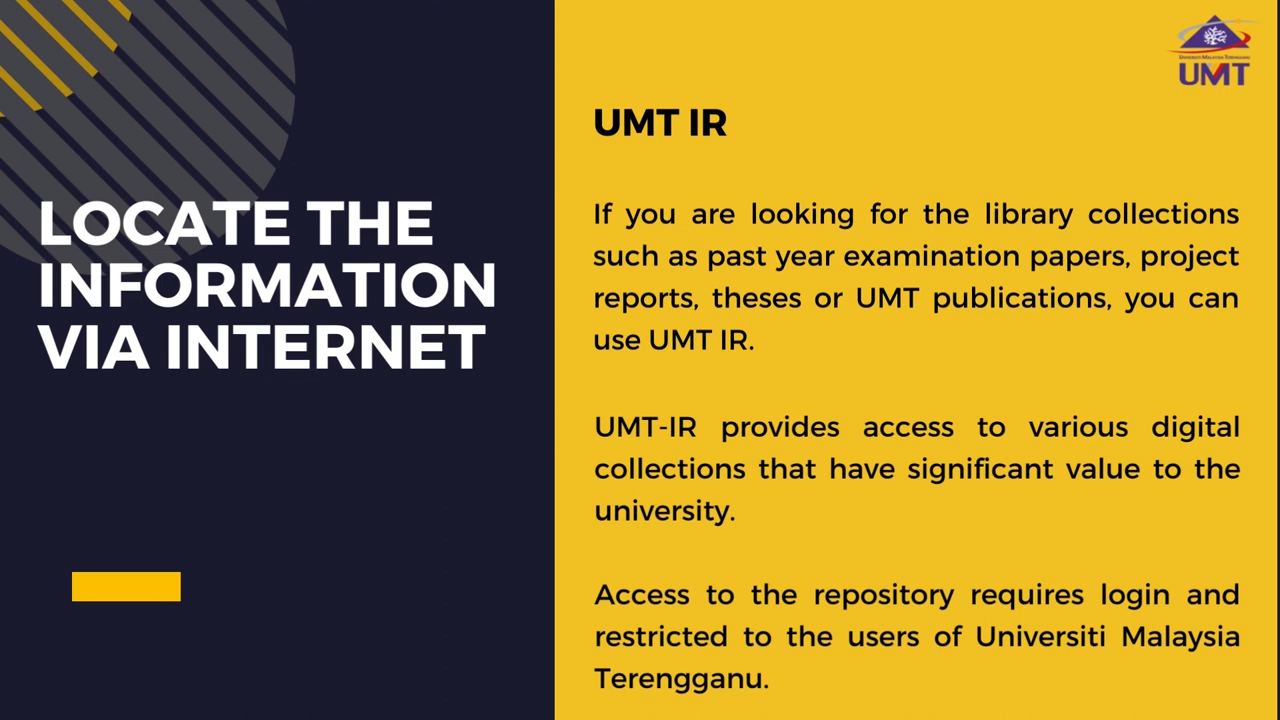 UNIVERSITI MALAYSIA TERENGGANU
UMT
LOCATE THE
INFORMATION
VIA INTERNET
UMT IR
If you are looking for the library collections
such as past year examination papers, project
reports, theses or UMT publications, you can
use UMT IR.
UMT-IR provides access to various digital
collections that have significant value to the
university.
Access to the repository requires login and
restricted to the users of Universiti Malaysia
Terengganu.